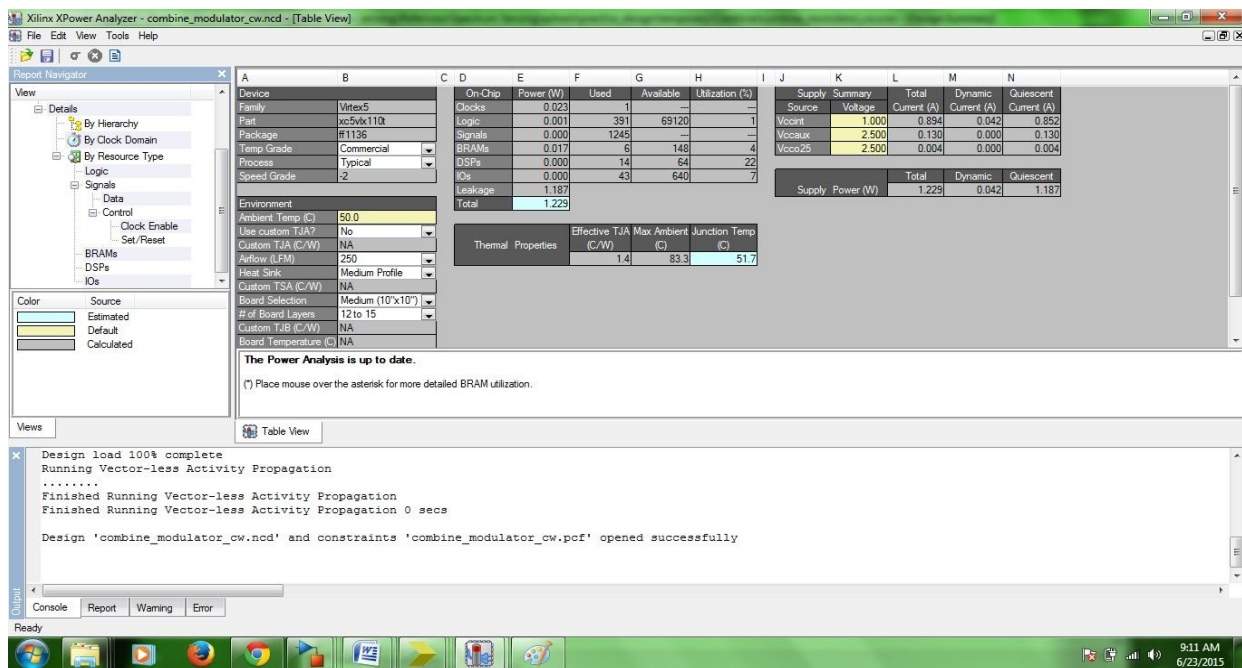 Xilinx XPower Analyzer - combine_modulator_cw.ncd - [Table View]
File Edit View Tools Help
Report Navigator
View
Details
By Hierarchy
By Clock Domain
By Resource Type
Logic
Signals
Data
Control
Clock Enable
Set/Reset
BRAMs
DSPs
IOs
Color Source
Estimated
Default
Calculated
Views
A B C D E F G H I J K L M N
Device
Family Virtex5
Part xc5vlx110t
Package ff1136
Temp Grade Commercial
Process Typical
Speed Grade -2
Environment
Ambient Temp (C) 50.0
Use custom TJA? No
Custom TJA (C/W) NA
Airflow (LFM) 250
Heat Sink Medium Profile
Custom TSA (C/W) NA
Board Selection Medium (10"x10")
# of Board Layers 12 to 15
Custom TJB (C/W) NA
Board Temperature (C) NA
On-Chip Power (W) Used Available Utilization (%)
Clocks 0.023 1 --- ---
Logic 0.001 391 69120 1
Signals 0.000 1245 --- ---
BRAMs 0.017 6 148 4
DSPs 0.000 14 64 22
IOs 0.000 43 640 7
Leakage 1.187
Total 1.229
Effective TJA Max Ambient Junction Temp
Thermal Properties (C/W) (C) (C)
1.4 83.3 51.7
Supply Summary Total Dynamic Quiescent
Source Voltage Current (A) Current (A) Current (A)
Vccint 1.000 0.894 0.042 0.852
Vccaux 2.500 0.130 0.000 0.130
Vcco25 2.500 0.004 0.000 0.004
Total Dynamic Quiescent
Supply Power (W) 1.229 0.042 1.187
The Power Analysis is up to date.
(*) Place mouse over the asterisk for more detailed BRAM utilization.
Table View
Design load 100% complete
Running Vector-less Activity Propagation
........
Finished Running Vector-less Activity Propagation
Finished Running Vector-less Activity Propagation 0 secs
Design 'combine_modulator_cw.ncd' and constraints 'combine_modulator_cw.pcf' opened successfully
Output
Console Report Warning Error
Ready
9:11 AM
6/23/2015